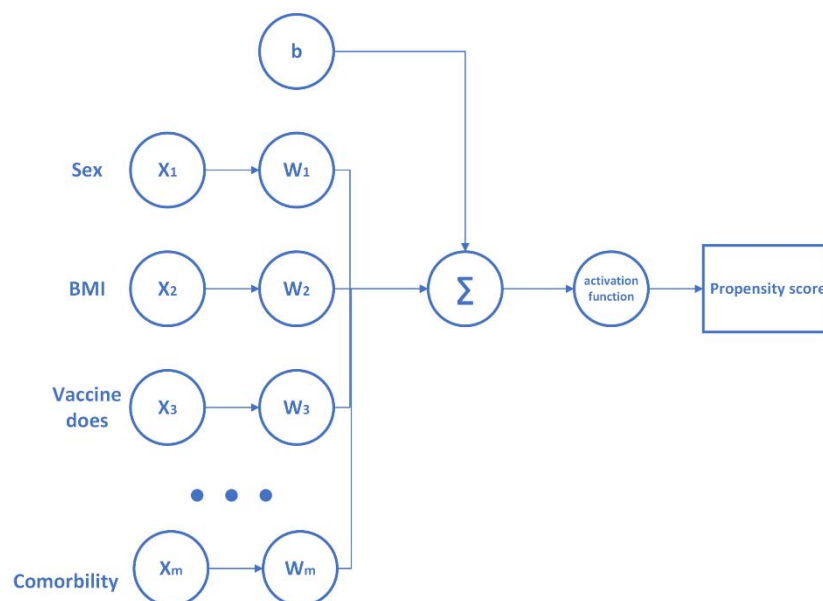 b
Sex X1 W1
BMI X2 W2 Σ activation function Propensity score
Vaccine
does X3 W3
Comorbility Xm Wm